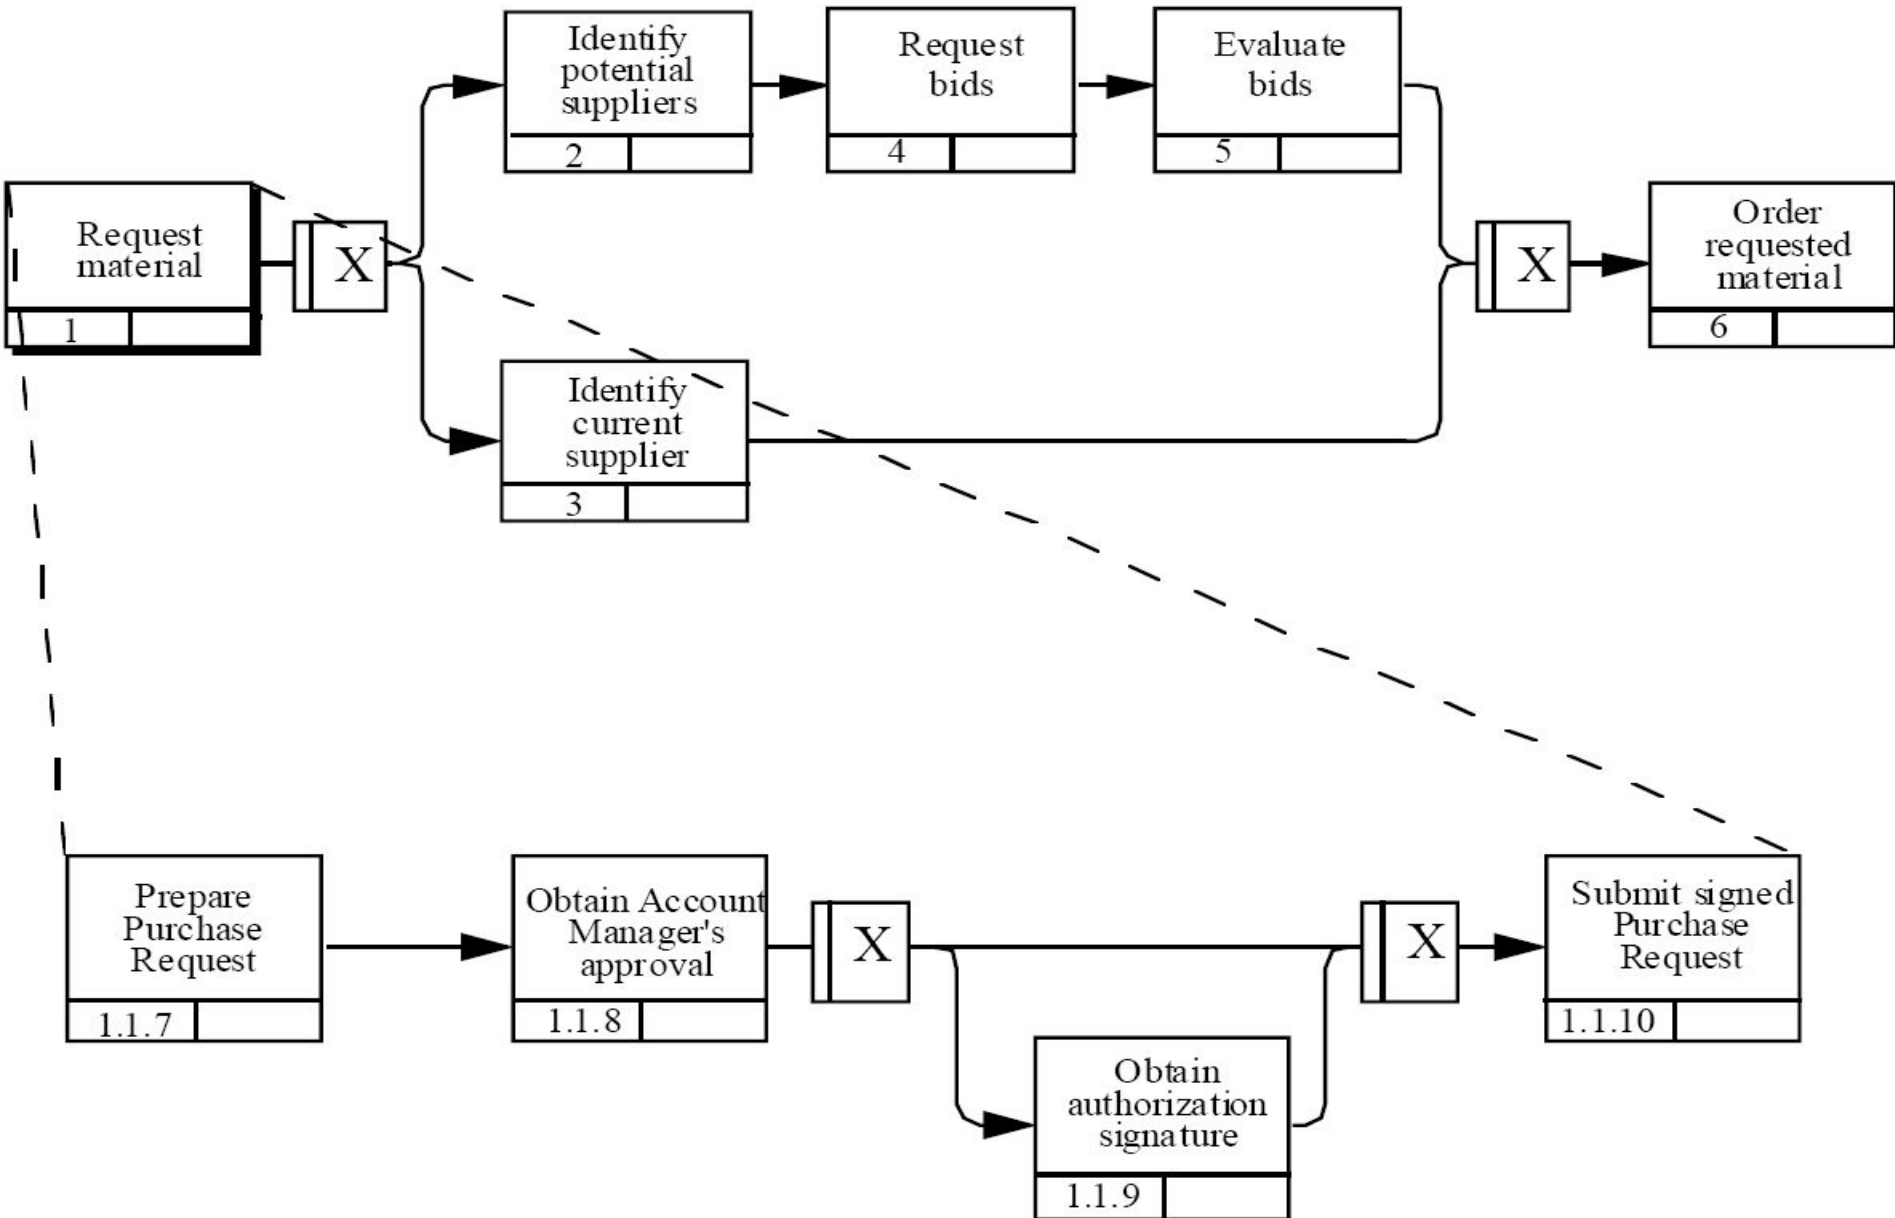 Identify
potential
suppliers
2
Request
bids
4
Evaluate
bids
5
Request
material
1
X
X
Order
requested
material
6
Identify
current
supplier
3
Prepare
Purchase
Request
1.1.7
Obtain Account
Manager's
approval
1.1.8
X
X
Submit signed
Purchase
Request
1.1.10
Obtain
authorization
signature
1.1.9